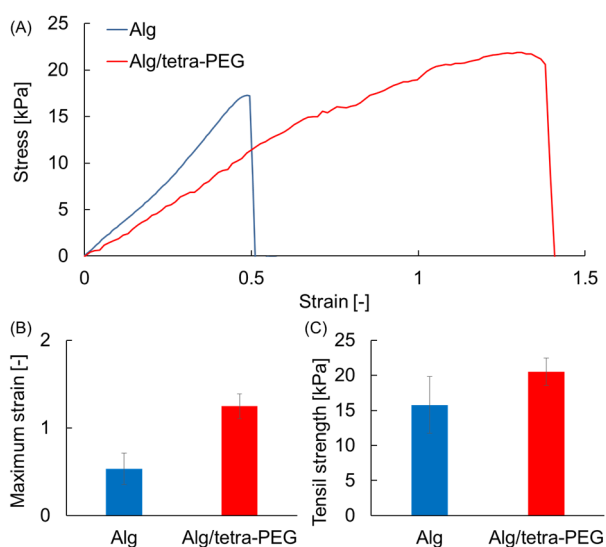 (A)
Alg
Alg/tetra-PEG
Stress [kPa]
25
20
15
10
5
0
0
0.5
1
1.5
Strain [-]
(B)
Maximum strain [-]
2
1
0
Alg
Alg/tetra-PEG
(C)
Tensil strength [kPa]
25
20
15
10
5
0
Alg
Alg/tetra-PEG